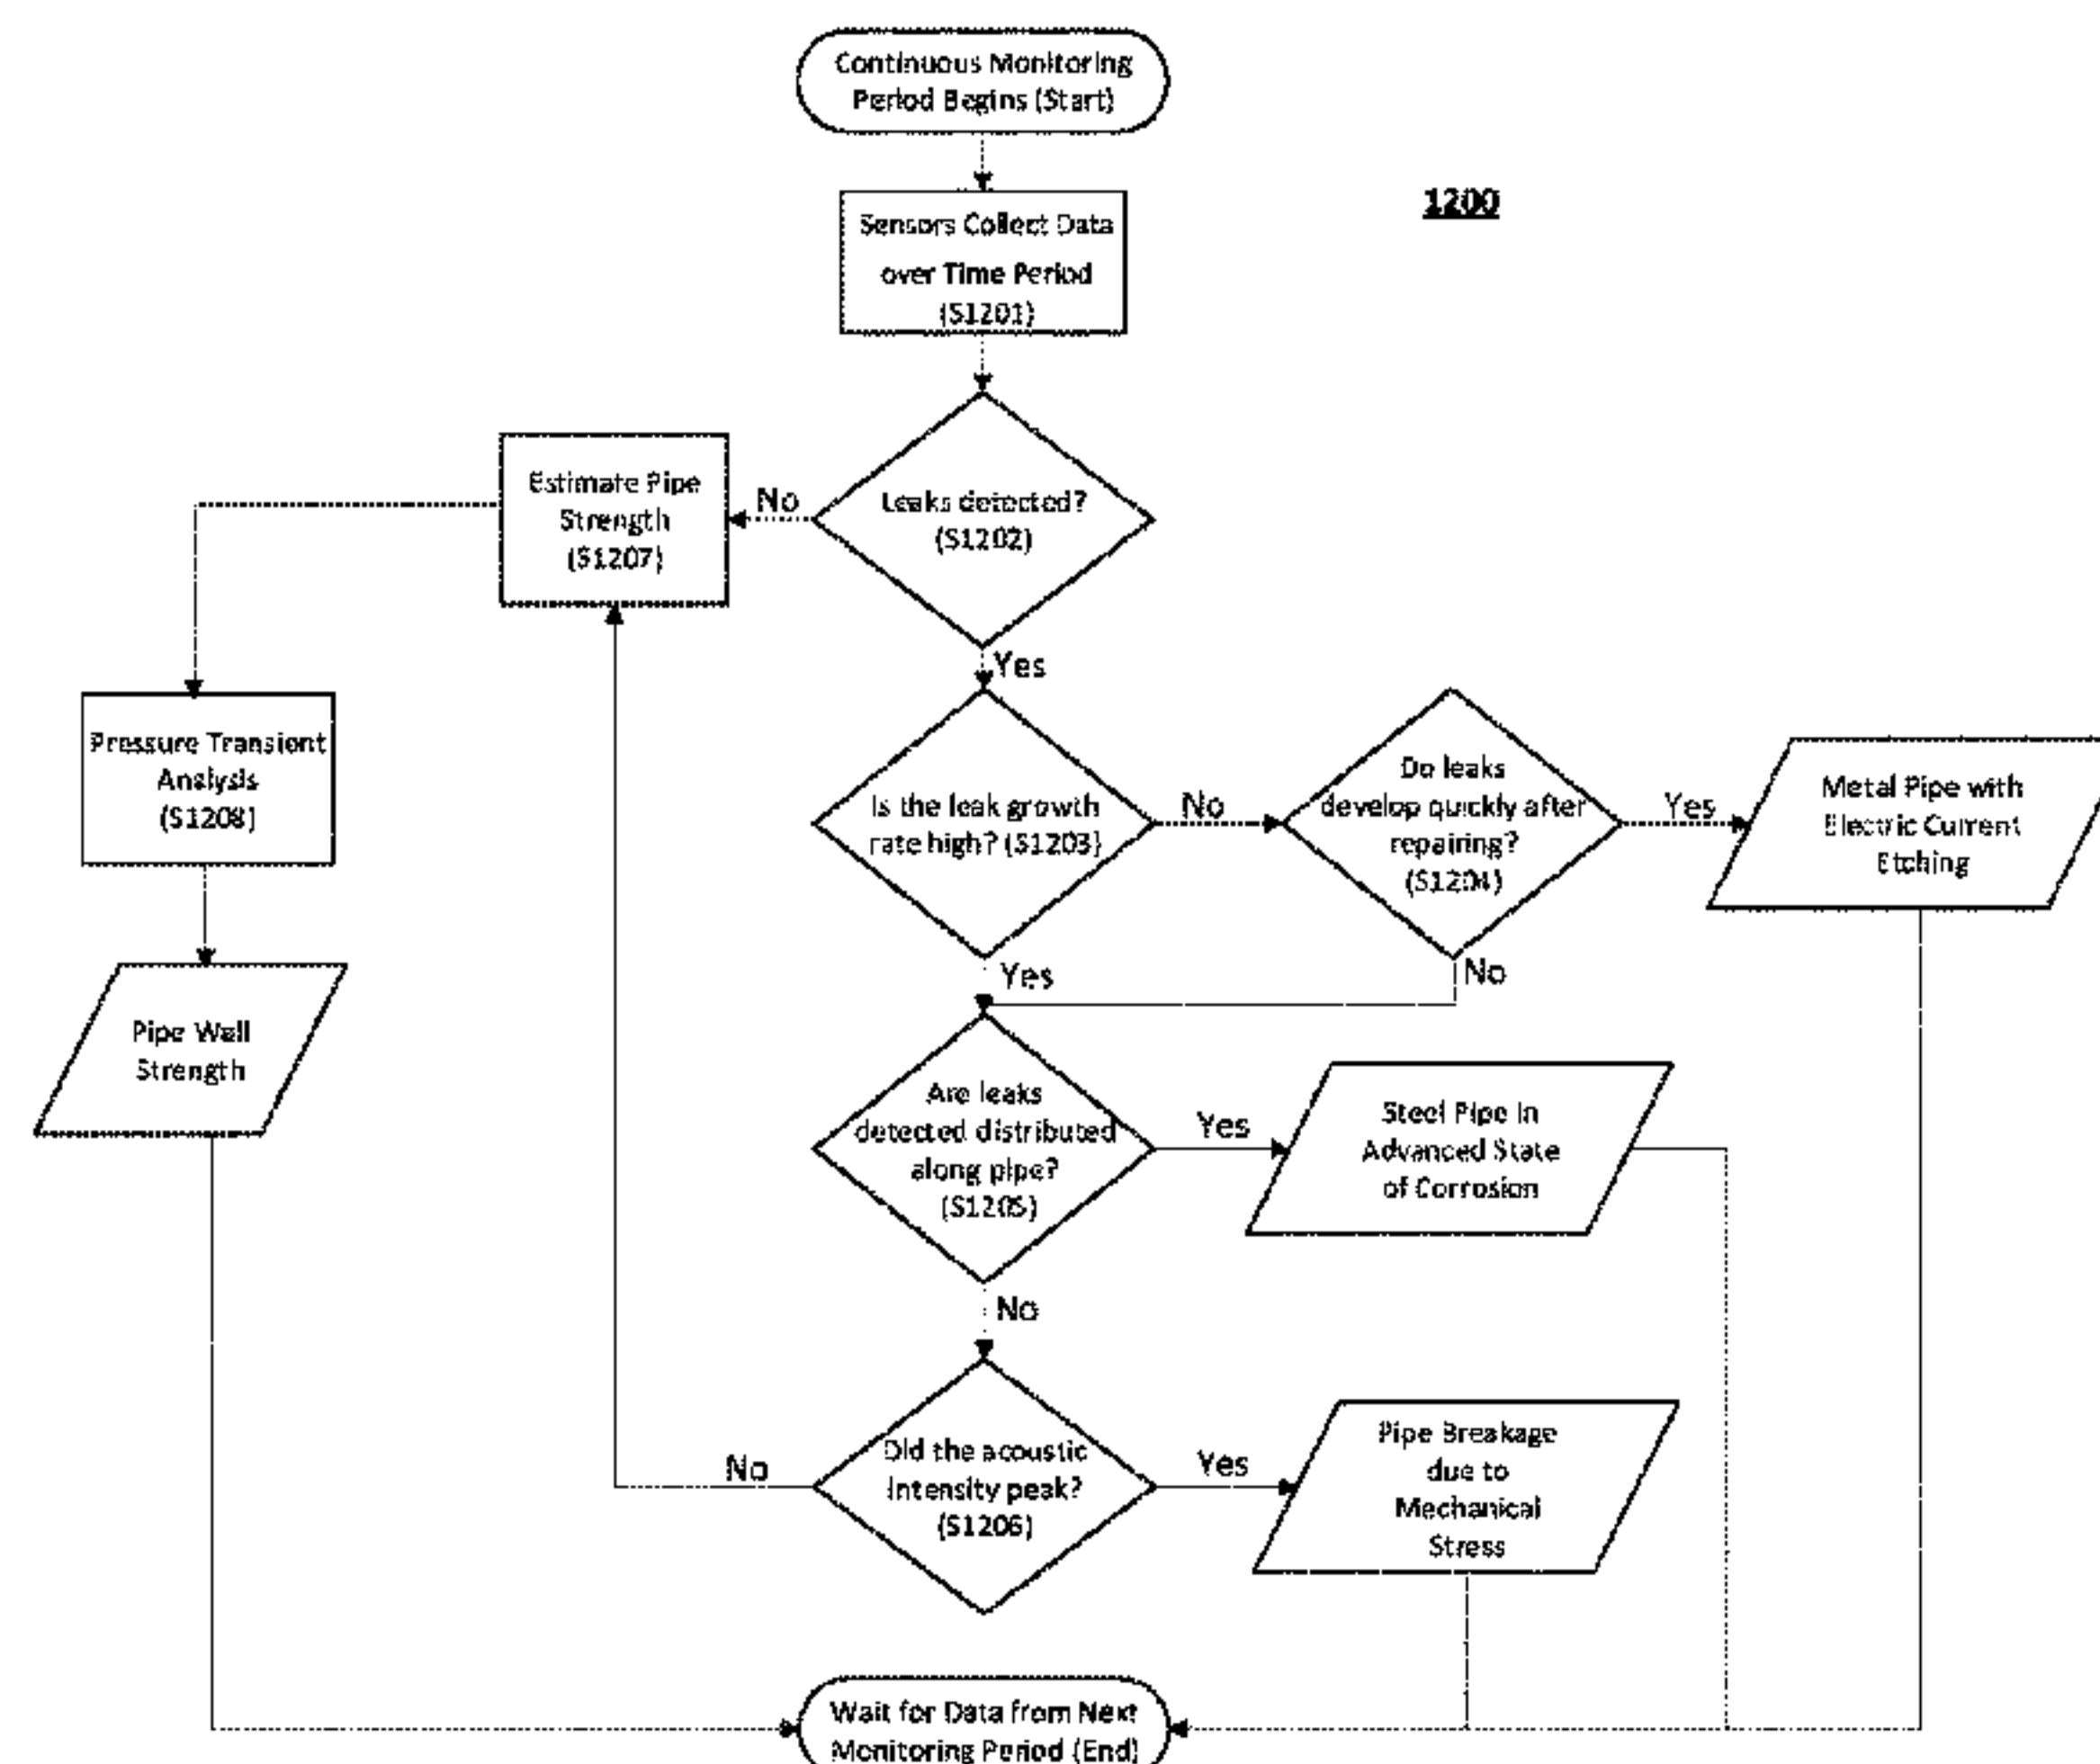 Continuous Monitoring
Period Begins (Start)
1200
Sensors Collect Data
over Time Period
(S1201)
Estimate Pipe
Strength
(S1207)
No
Leaks detected?
(S1202)
Yes
Pressure Transient
Analysis
(S1208)
Is the leak growth
rate high? (S1203)
No
Do leaks
develop quickly after
repairing?
(S1204)
Yes
Metal Pipe with
Electric Current
Etching
Yes
No
Pipe Wall
Strength
Are leaks
detected distributed
along pipe?
(S1205)
Yes
Steel Pipe in
Advanced State
of Corrosion
No
No
Did the acoustic
intensity peak?
(S1206)
Yes
Pipe Breakage
due to
Mechanical
Stress
Wait for Data from Next
Monitoring Period (End)